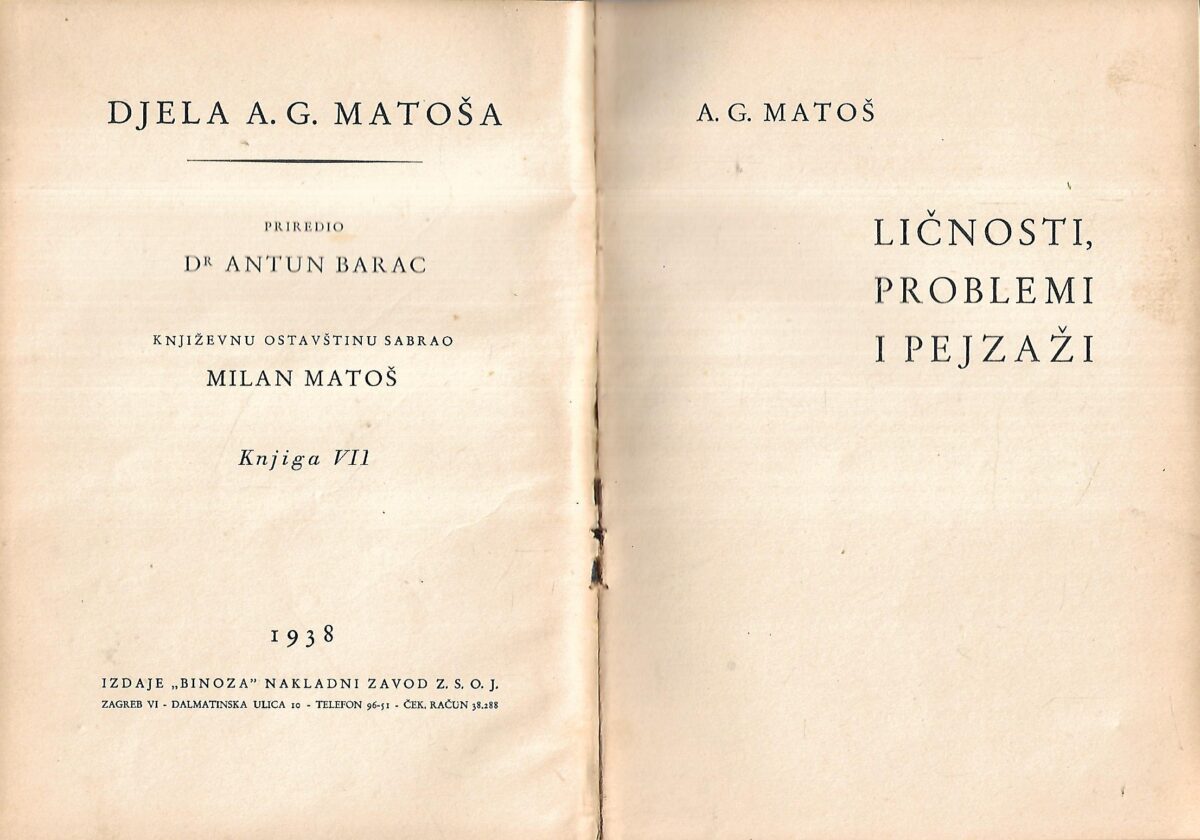 DJELA A. G. MATOŠA
PRIREDIO
DR ANTUN BARAC
KNJIŽEVNU OSTAVŠTINU SABRAO
MILAN MATOŠ
Knjiga VII
1938
IZDAJE „BINOZA” NAKLADNI ZAVOD Z. S. O. J.
ZAGREB VI - DALMATINSKA ULICA 10 - TELEFON 96-51 - ČEK. RAČUN 38.288
A. G. MATOŠ
LIČNOSTI,
PROBLEMI
I PEJZAŽI